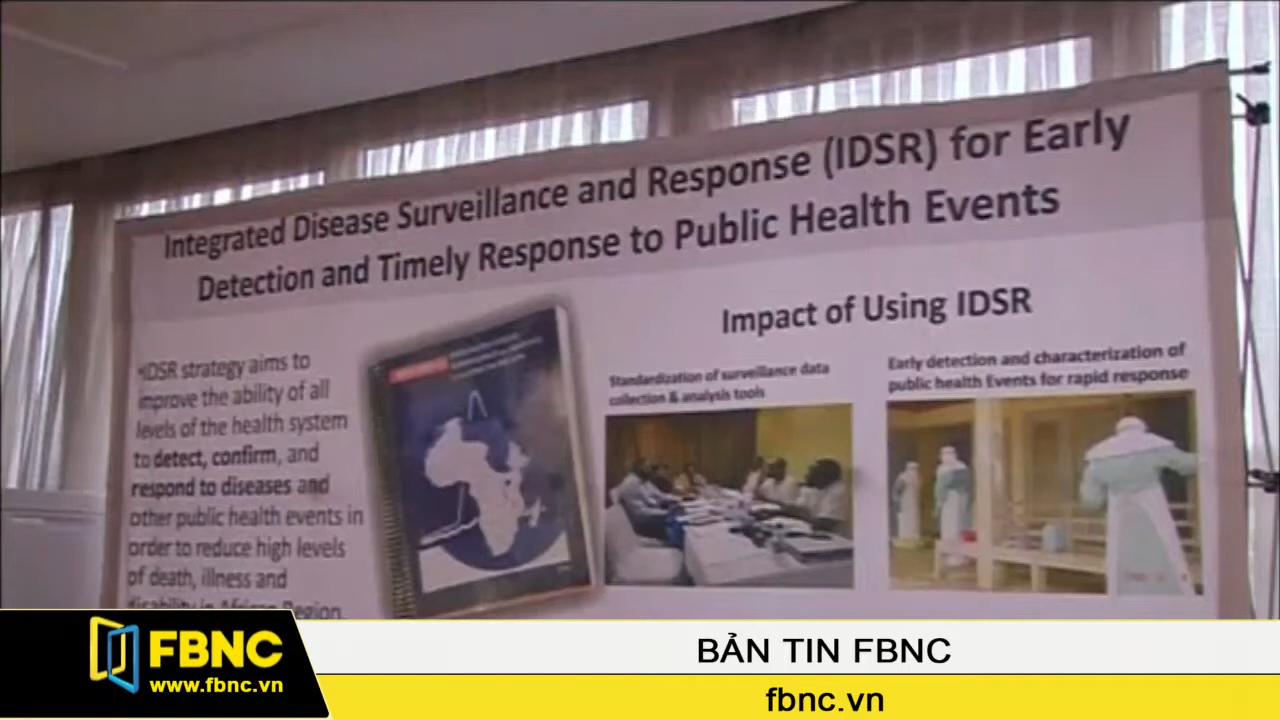 Integrated Disease Surveillance and Response (IDSR) for Early
Detection and Timely Response to Public Health Events
Impact of Using IDSR
•IDSR strategy aims to
improve the ability of all
levels of the health system
to detect, confirm, and
respond to diseases and
other public health events in
order to reduce high levels
of death, illness and
disability in African Region.
Standardization of surveillance data
collection & analysis tools
Early detection and characterization of
public health Events for rapid response
FBNC
www.fbnc.vn
BẢN TIN FBNC
fbnc.vn